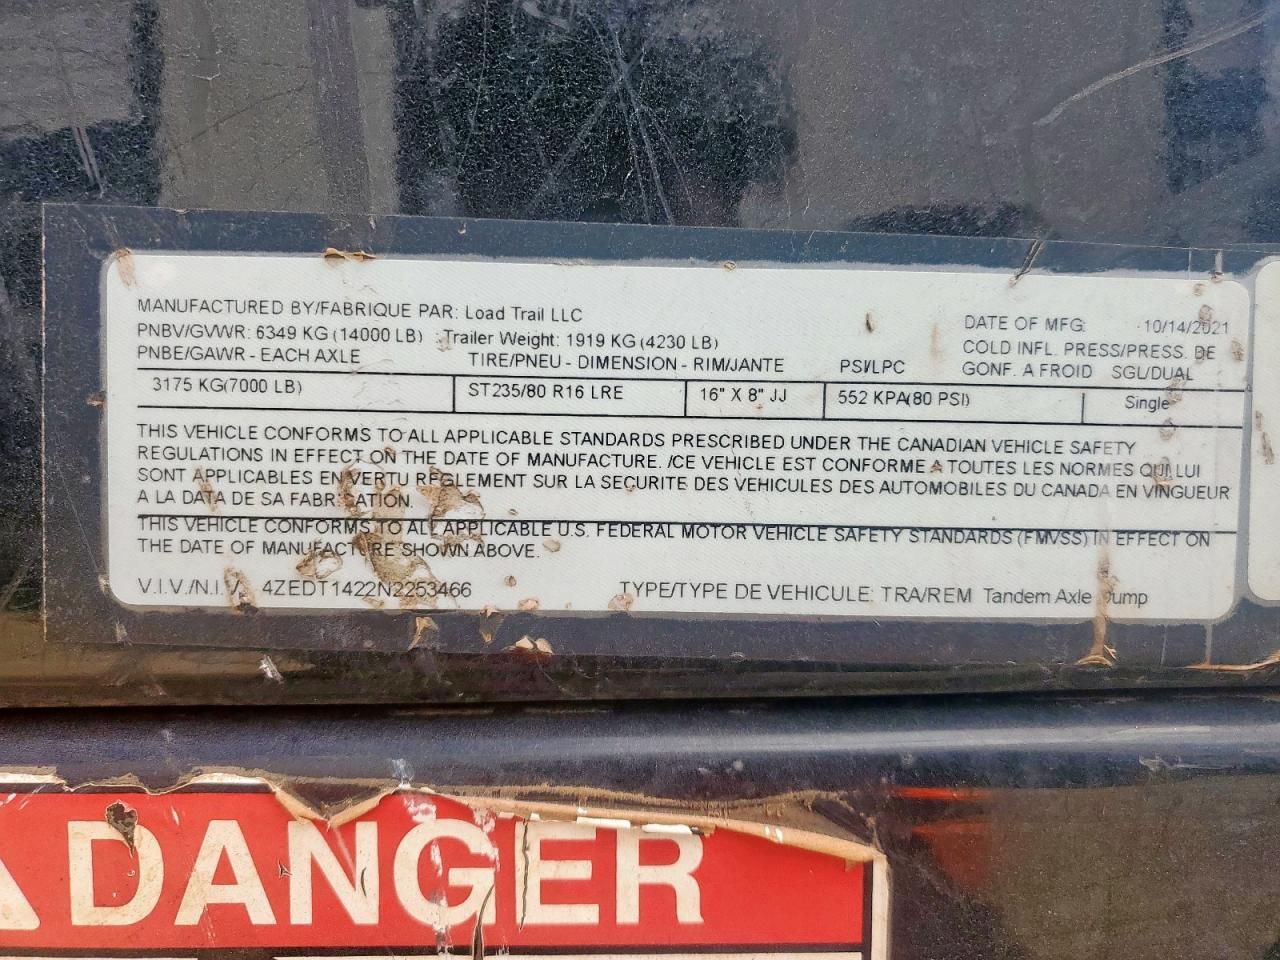 MANUFACTURED BY/FABRIQUE PAR: Load Trail LLC
PNBV/GVWR: 6349 KG (14000 LB) Trailer Weight: 1919 KG (4230 LB)
DATE OF MFG: 10/14/2021
PNBE/GAWR - EACH AXLE TIRE/PNEU - DIMENSION - RIM/JANTE PSI/LPC
COLD INFL. PRESS/PRESS. DE
GONF. A FROID SGL/DUAL
3175 KG(7000 LB) ST235/80 R16 LRE 16" X 8" JJ 552 KPA(80 PSI) Single
THIS VEHICLE CONFORMS TO ALL APPLICABLE STANDARDS PRESCRIBED UNDER THE CANADIAN VEHICLE SAFETY
REGULATIONS IN EFFECT ON THE DATE OF MANUFACTURE. /CE VEHICLE EST CONFORME A TOUTES LES NORMES QUI LUI
SONT APPLICABLES EN VERTU REGLEMENT SUR LA SECURITE DES VEHICULES DES AUTOMOBILES DU CANADA EN VINGUEUR
A LA DATA DE SA FABRICATION.
THIS VEHICLE CONFORMS TO ALL APPLICABLE U.S. FEDERAL MOTOR VEHICLE SAFETY STANDARDS (FMVSS) IN EFFECT ON
THE DATE OF MANUFACTURE SHOWN ABOVE.
V.I.V./N.I.V. 4ZEDT1422N2253466 TYPE/TYPE DE VEHICULE: TRA/REM Tandem Axle Dump
DANGER